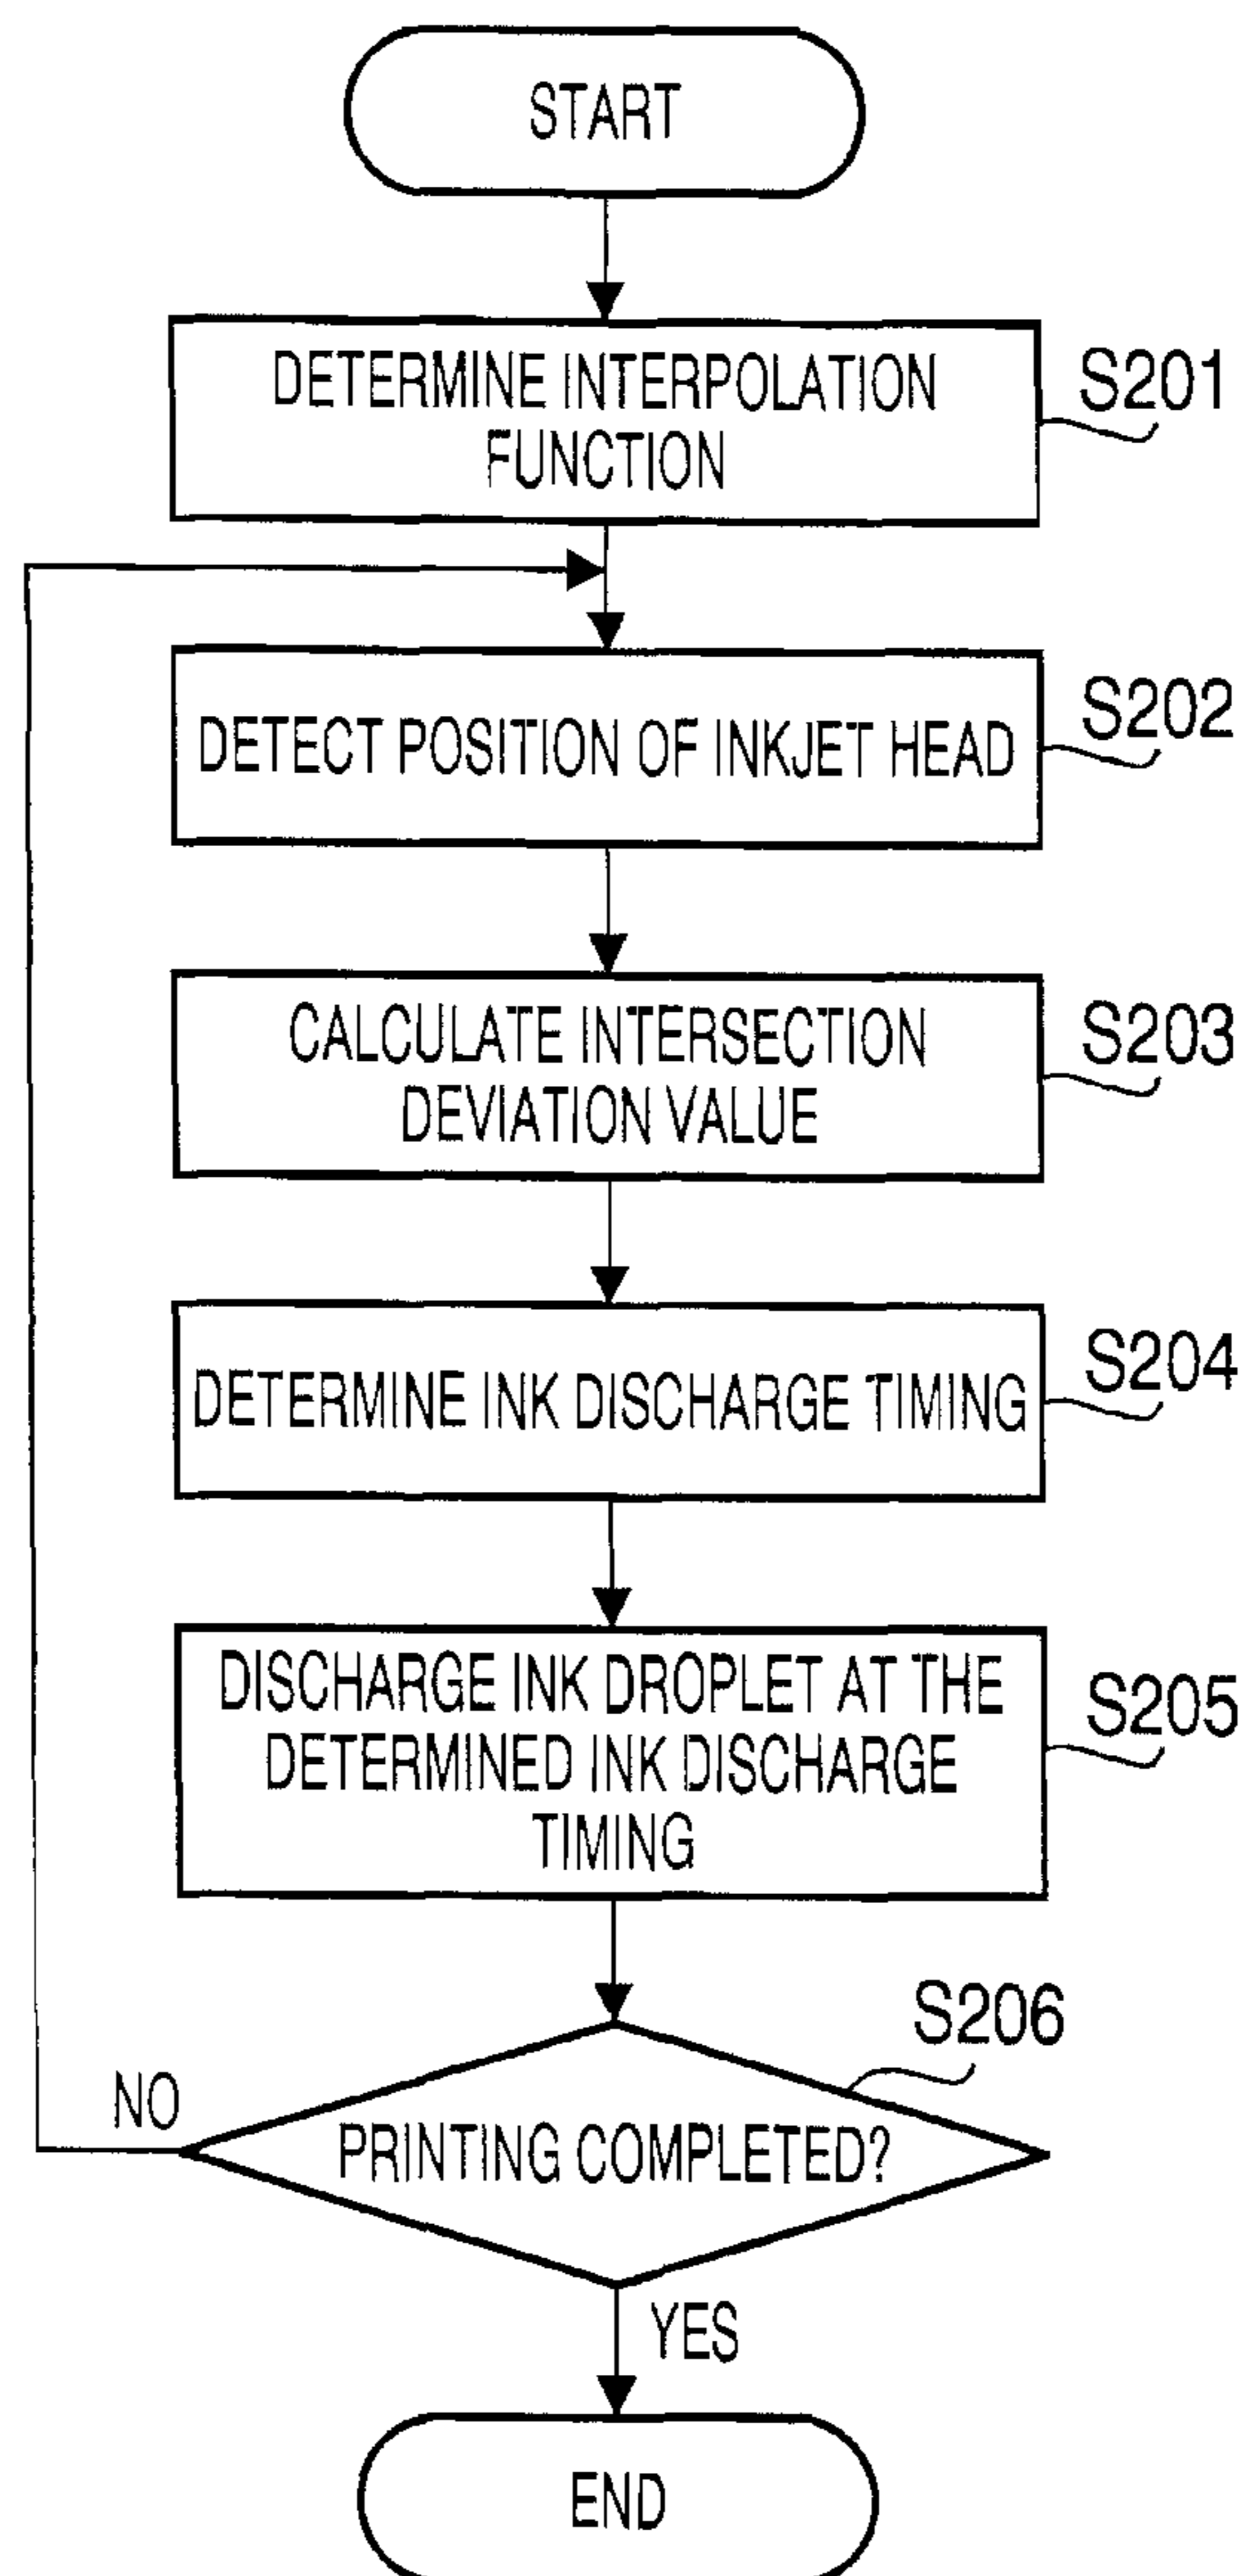 START
DETERMINE INTERPOLATION
FUNCTION
S201
DETECT POSITION OF INKJET HEAD
S202
CALCULATE INTERSECTION
DEVIATION VALUE
S203
DETERMINE INK DISCHARGE TIMING
S204
DISCHARGE INK DROPLET AT THE
DETERMINED INK DISCHARGE
TIMING
S205
S206
NO
PRINTING COMPLETED?
YES
END